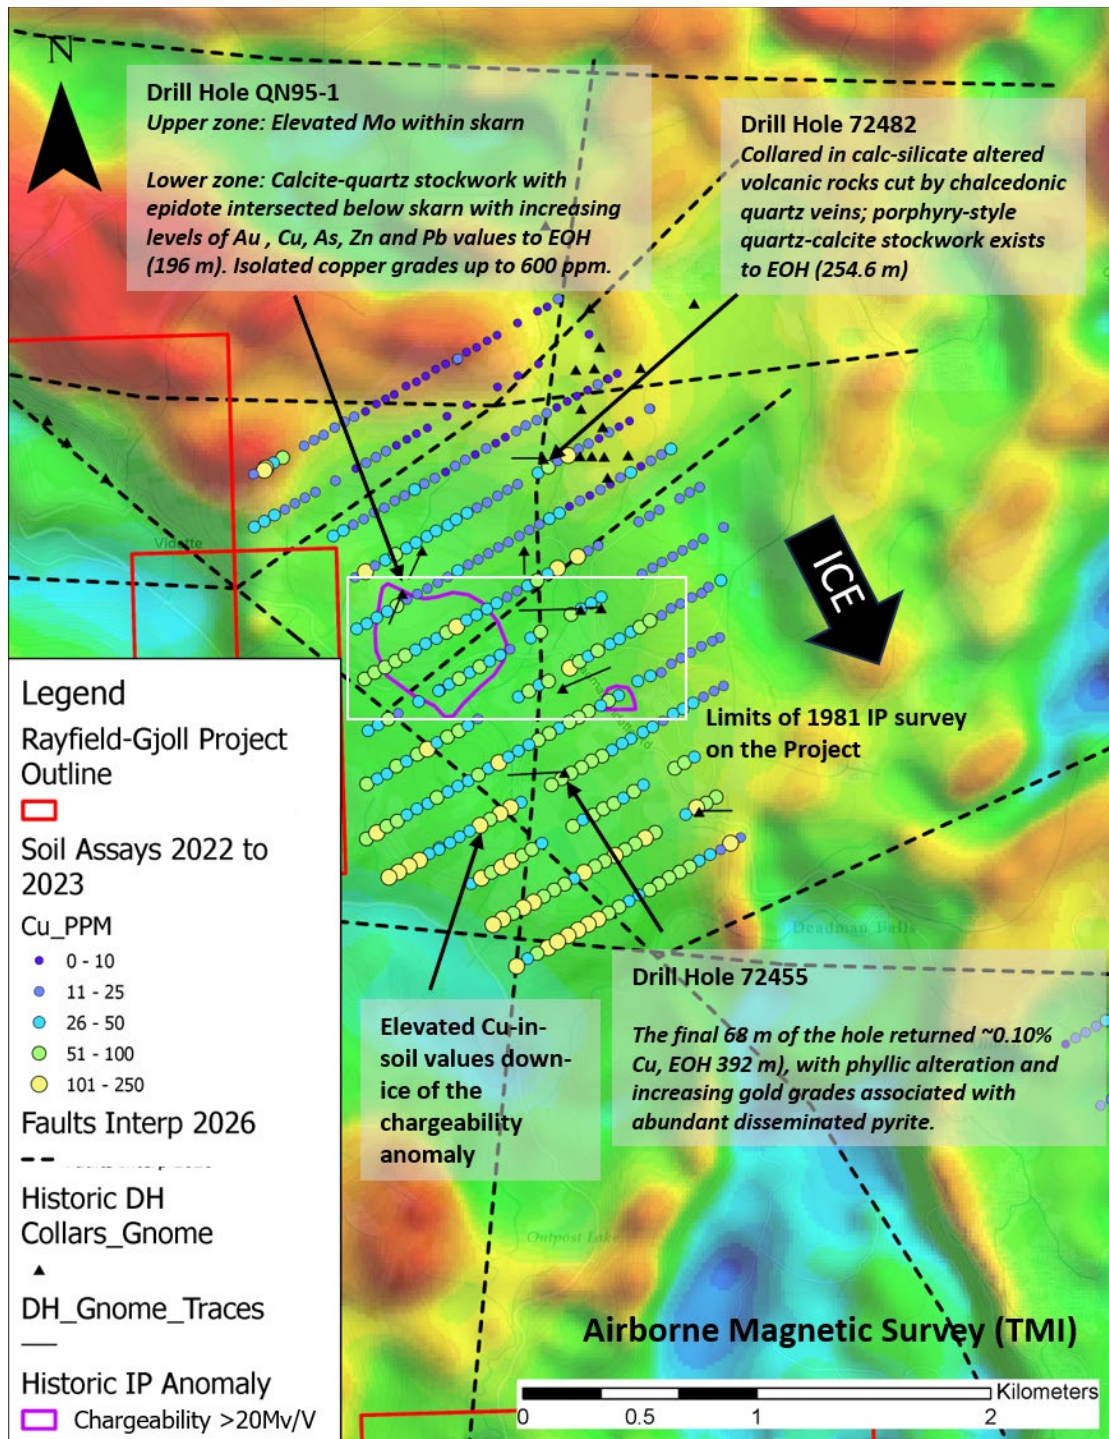 N
Drill Hole QN95-1
Upper zone: Elevated Mo within skarn
Lower zone: Calcite-quartz stockwork with
epidote intersected below skarn with increasing
levels of Au , Cu, As, Zn and Pb values to EOH
(196 m). Isolated copper grades up to 600 ppm.
Drill Hole 72482
Collared in calc-silicate altered
volcanic rocks cut by chalcedonic
quartz veins; porphyry-style
quartz-calcite stockwork exists
to EOH (254.6 m)
Vidette
ICE
Limits of 1981 IP survey
on the Project
Legend
Rayfield-Gjoll Project
Outline
Soil Assays 2022 to
2023
Cu_PPM
0 - 10
11 - 25
26 - 50
51 - 100
101 - 250
Faults Interp 2026
Historic DH
Collars_Gnome
DH_Gnome_Traces
Historic IP Anomaly
Chargeability >20Mv/V
Deadman Falls
Elevated Cu-in-
soil values down-
ice of the
chargeability
anomaly
Drill Hole 72455
The final 68 m of the hole returned ~0.10%
Cu, EOH 392 m), with phyllic alteration and
increasing gold grades associated with
abundant disseminated pyrite.
Outpost Lake
Airborne Magnetic Survey (TMI)
Kilometers
0 0.5 1 2